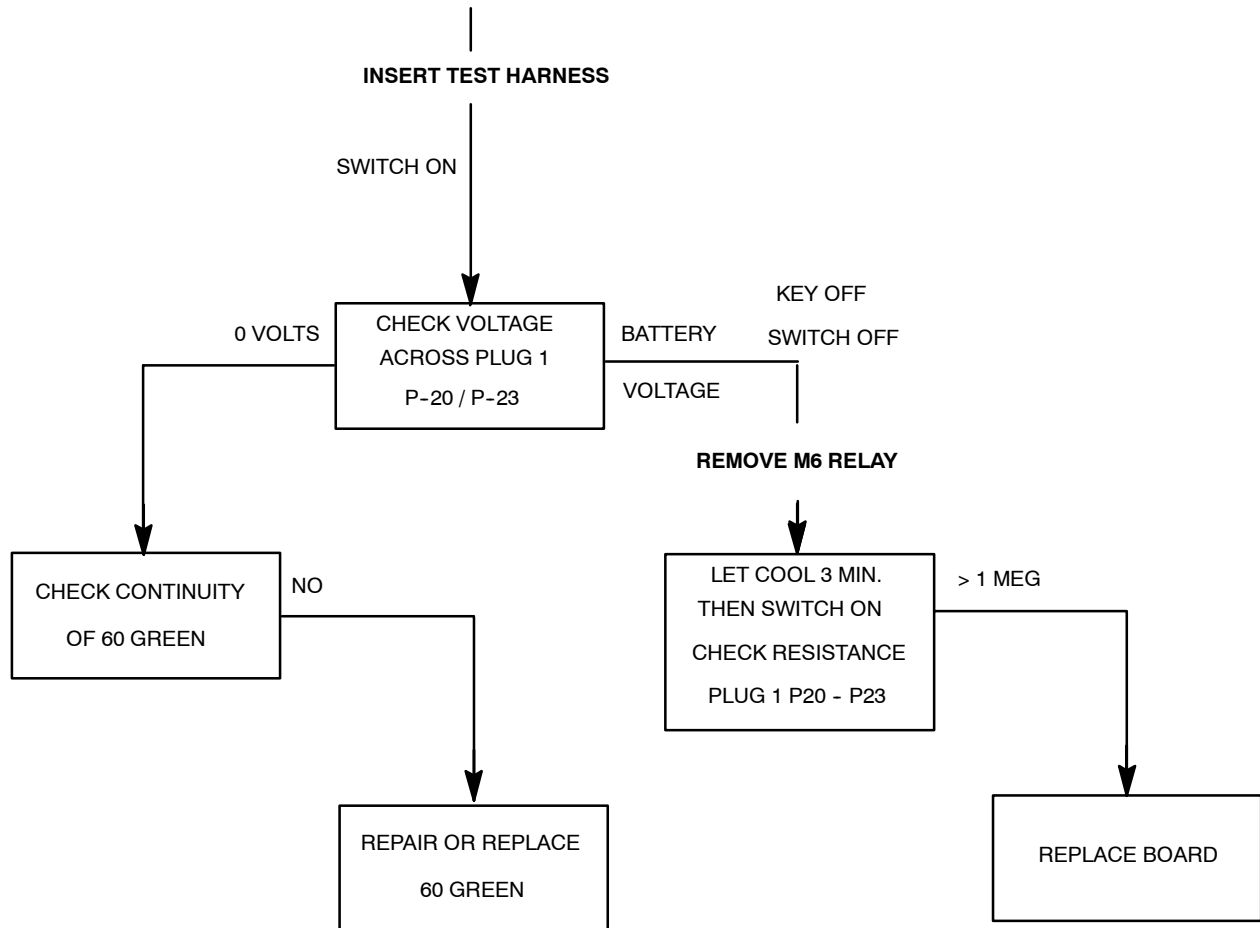 INSERT TEST HARNESS
SWITCH ON
CHECK VOLTAGE
ACROSS PLUG 1
P-20 / P-23
0 VOLTS
BATTERY
VOLTAGE
KEY OFF
SWITCH OFF
REMOVE M6 RELAY
CHECK CONTINUITY
OF 60 GREEN
NO
REPAIR OR REPLACE
60 GREEN
LET COOL 3 MIN.
THEN SWITCH ON
CHECK RESISTANCE
PLUG 1 P20 - P23
> 1 MEG
REPLACE BOARD